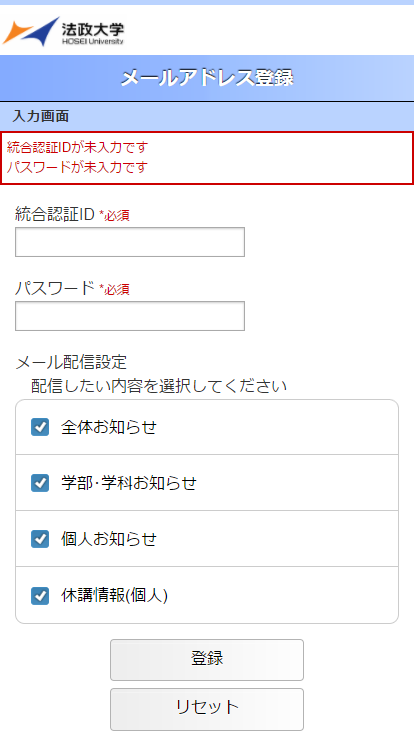 法政大学
HOSEI University
メールアドレス登録
入力画面
統合認証IDが未入力です
パスワードが未入力です
統合認証ID *必須
パスワード *必須
メール配信設定
配信したい内容を選択してください
全体お知らせ
学部･学科お知らせ
個人お知らせ
休講情報(個人)
登録
リセット